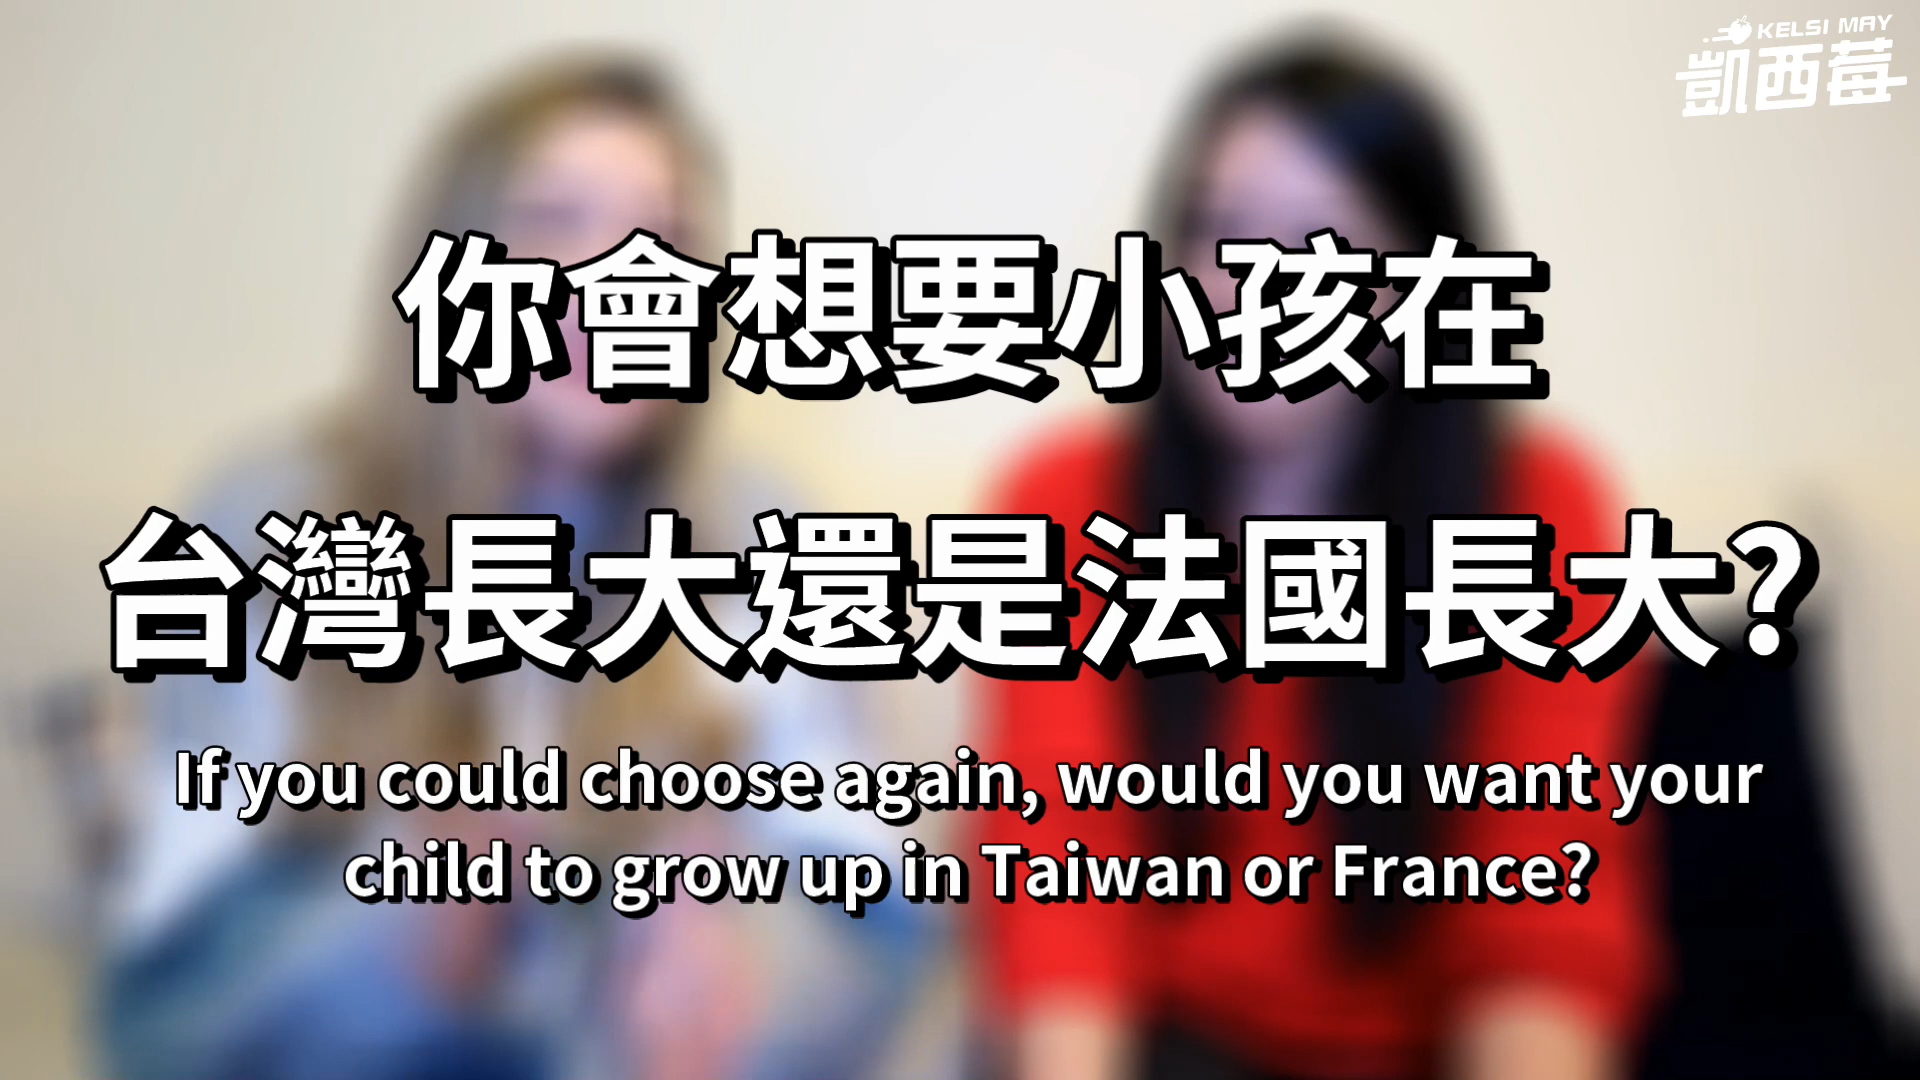 KELSI MAY
凱西莓
你會想要小孩在
台灣長大還是法國長大?
If you could choose again, would you want your
child to grow up in Taiwan or France?